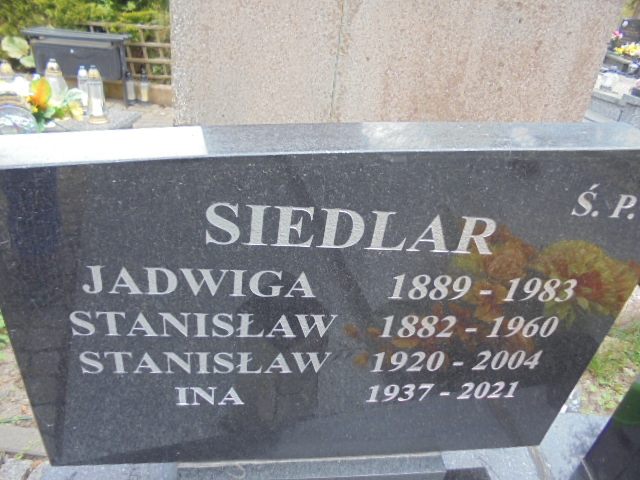 Ś. P.
SIEDLAR
JADWIGA 1889 - 1983
STANISŁAW 1882 - 1960
STANISŁAW 1920 - 2004
INA 1937 - 2021